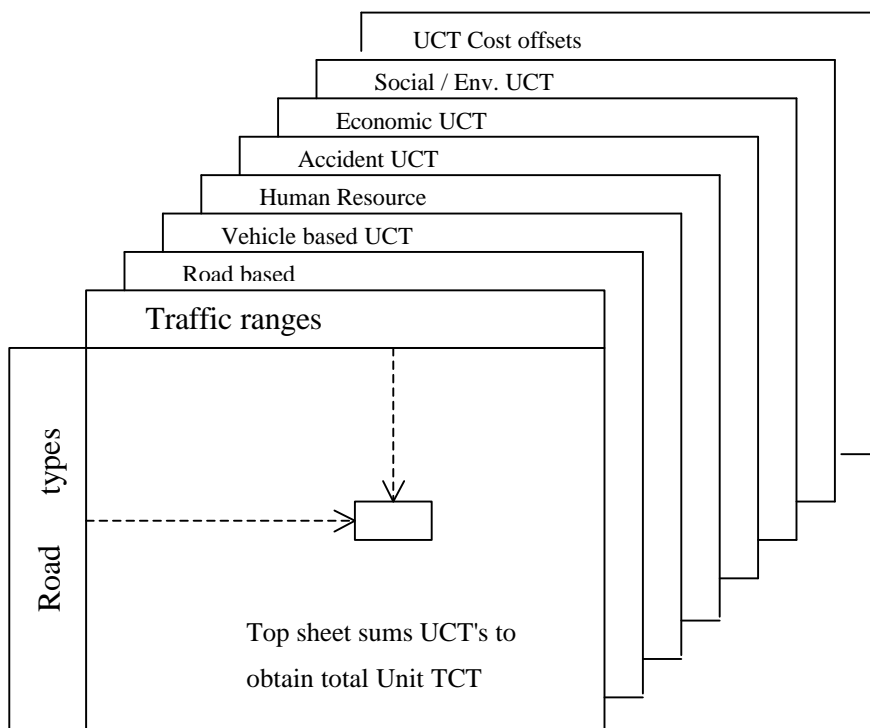 UCT Cost offsets
Social / Env. UCT
Economic UCT
Accident UCT
Human Resource
Vehicle based UCT
Road based
Traffic ranges
Road types
Top sheet sums UCT's to
obtain total Unit TCT